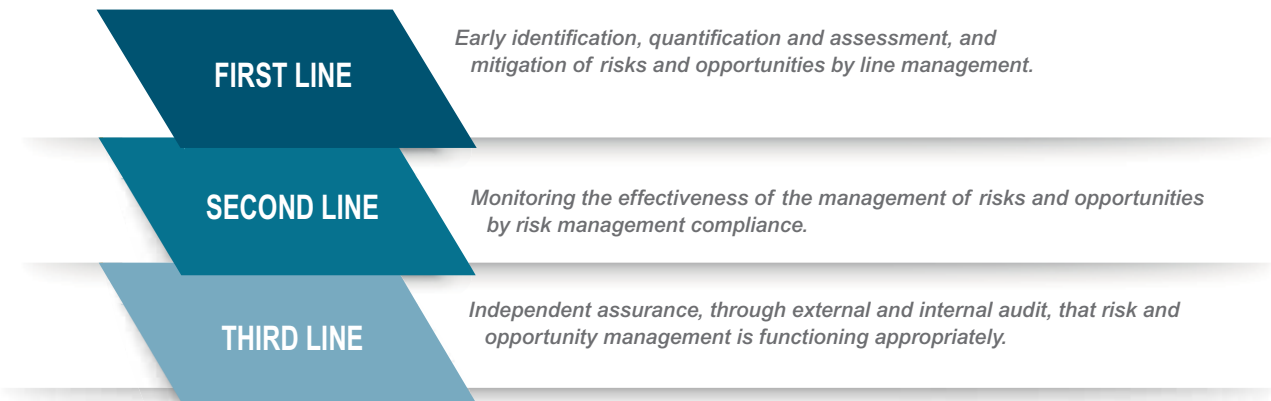 FIRST LINE
Early identification, quantification and assessment, and
mitigation of risks and opportunities by line management.
SECOND LINE
Monitoring the effectiveness of the management of risks and opportunities
by risk management compliance.
THIRD LINE
Independent assurance, through external and internal audit, that risk and
opportunity management is functioning appropriately.